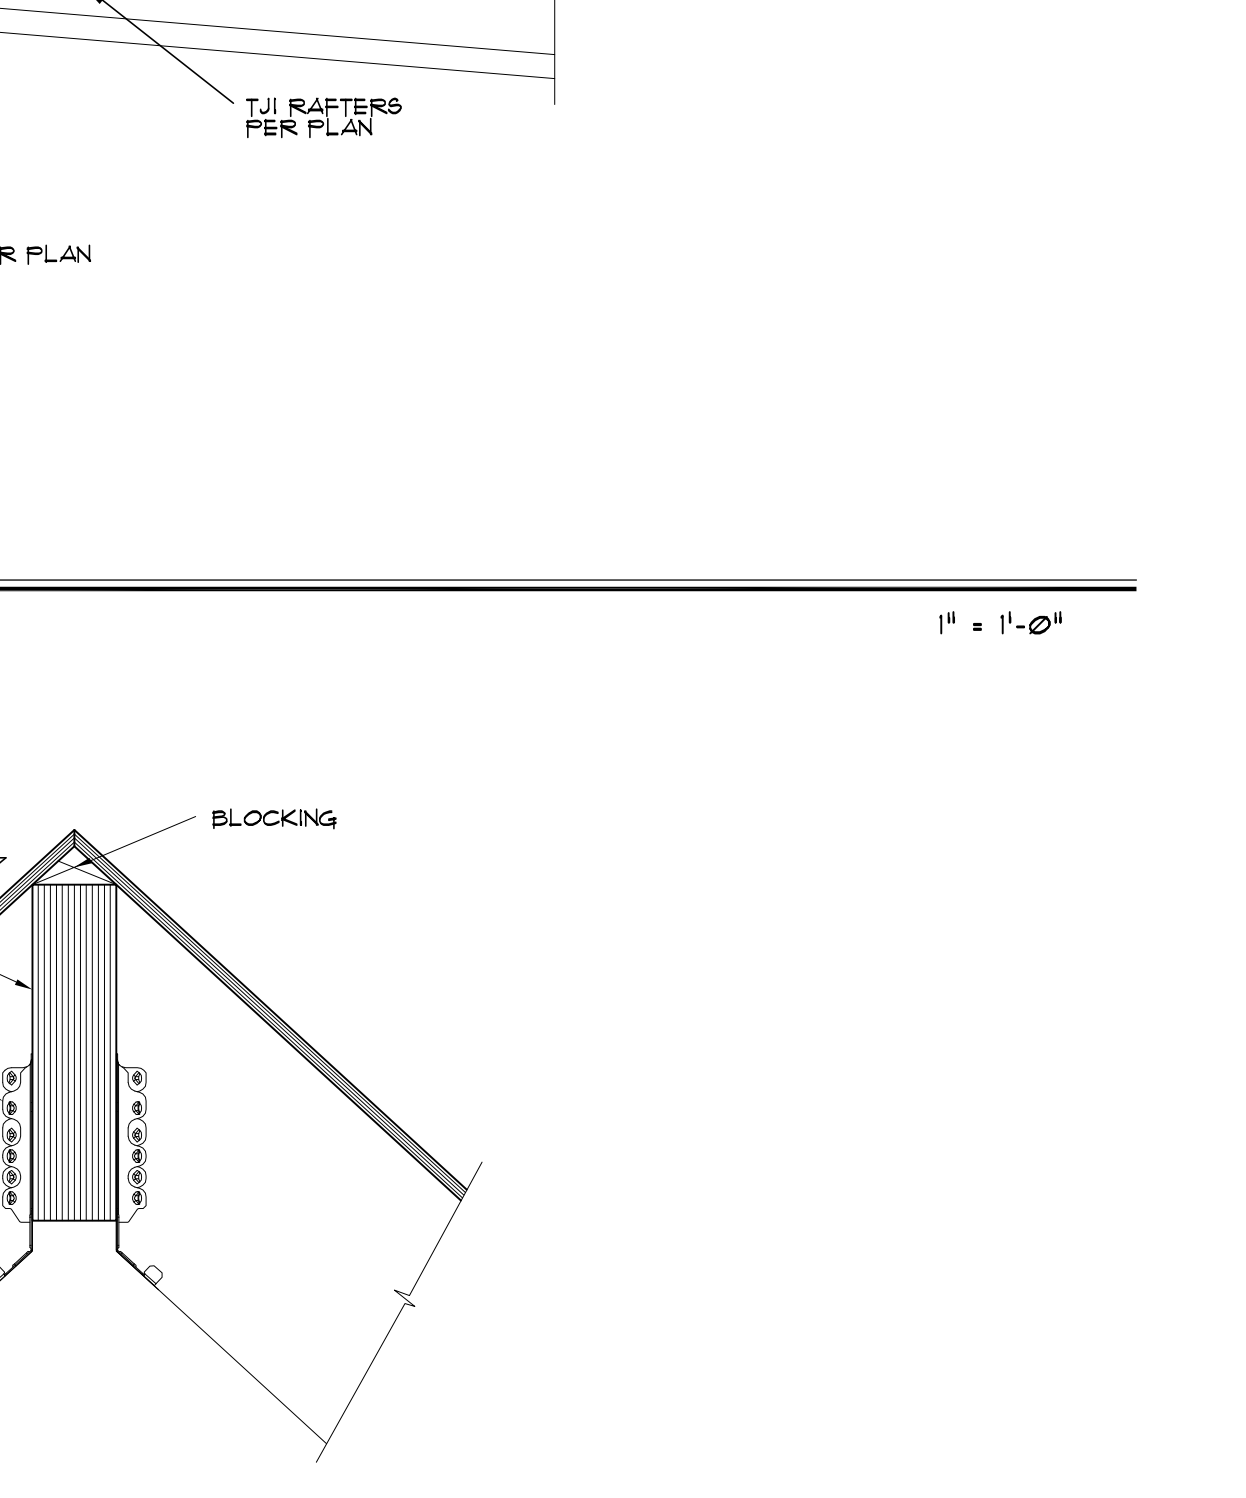 TJI RAFTERS
PER PLAN
R PLAN
1" = 1'-Ø"
BLOCKING